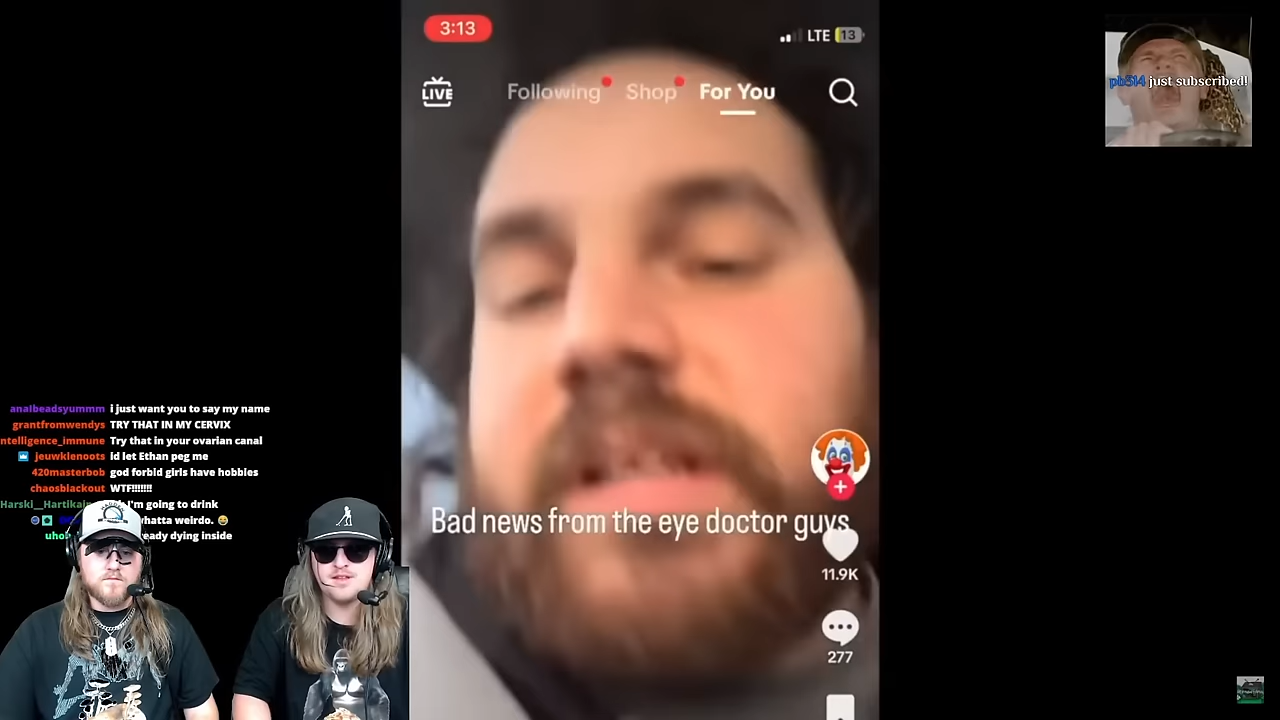 3:13
LTE 13
LIVE
Following Shop For You
pb514 just subscribed!
analbeadsyummm i just want you to say my name
grantfromwendys TRY THAT IN MY CERVIX
ntelligence_immune Try that in your ovarian canal
jeuwklenoots id let Ethan peg me
420masterbob god forbid girls have hobbies
chaosblackout WTF!!!!!!!
Harski__Hartikai I'm going to drink
whatta weirdo.
uho eady dying inside
Bad news from the eye doctor guys
11.9K
277